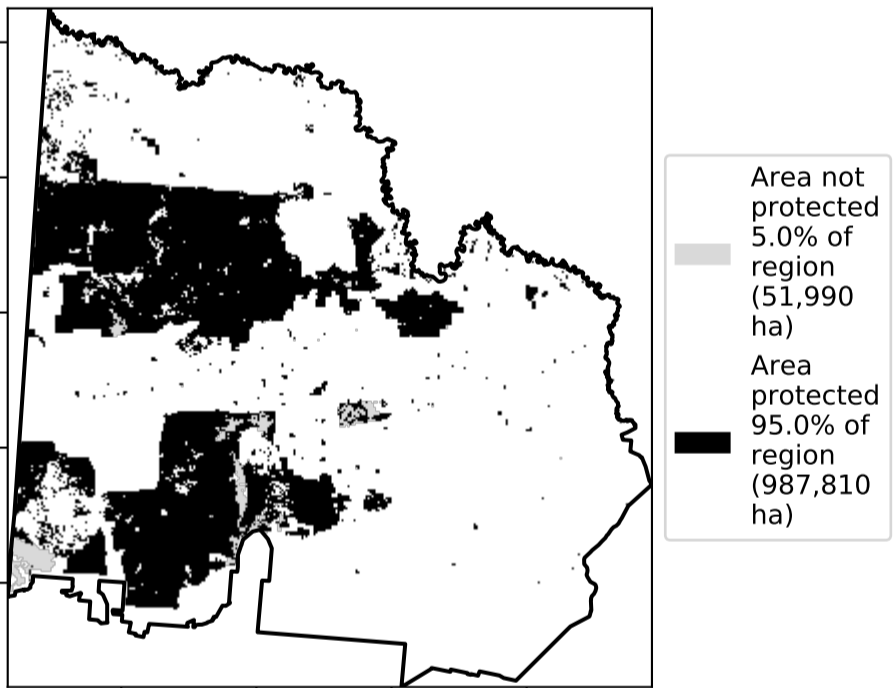 Area not
protected
5.0% of
region
(51,990
ha)
Area
protected
95.0% of
region
(987,810
ha)